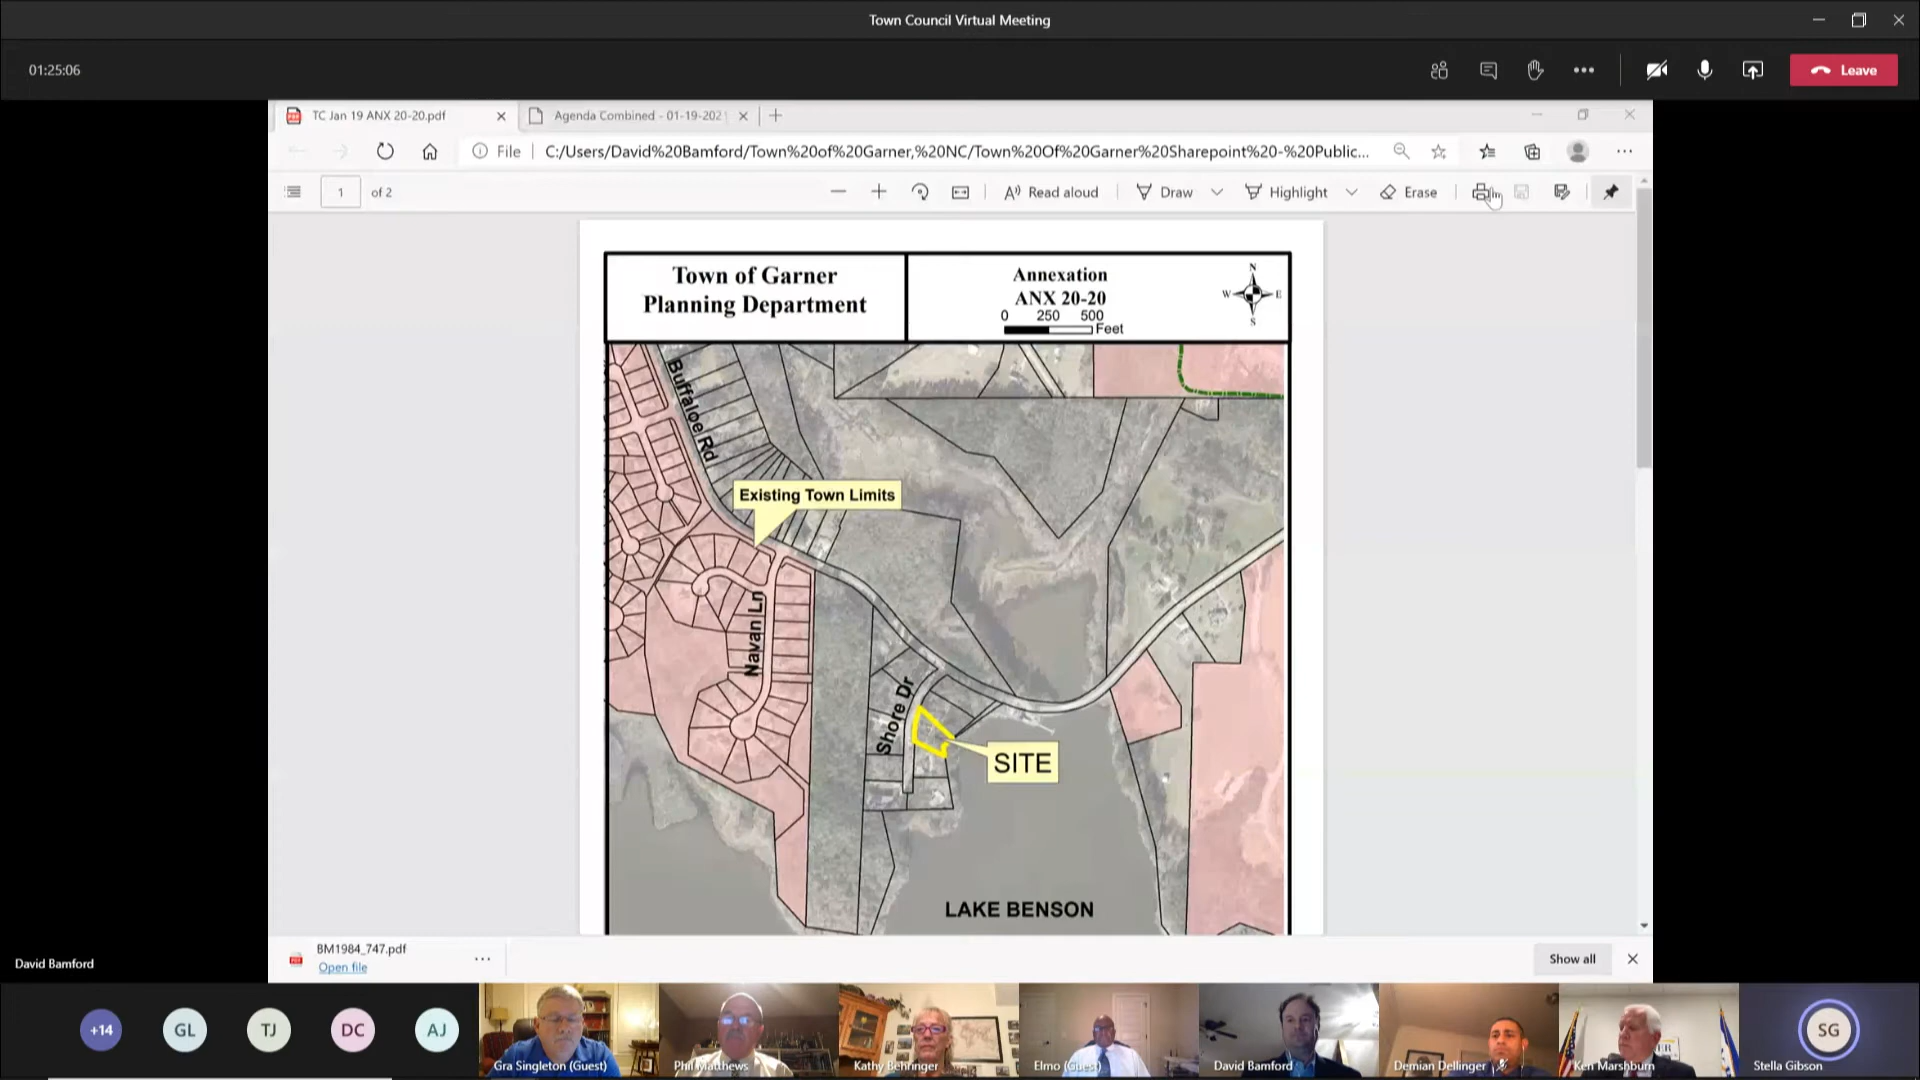 Town Council Virtual Meeting
01:25:06
Leave
TC Jan 19 ANX 20-20.pdf
Agenda Combined - 01-19-202
File
C:/Users/David%20Bamford/Town%20of%20Garner,%20NC/Town%20Of%20Garner%20Sharepoint%20-%20Public...
1 of 2
Read aloud
Draw
Highlight
Erase
Town of Garner
Planning Department
Annexation
ANX 20-20
0 250 500
Feet
N
W E
S
Buffaloe Rd
Existing Town Limits
Navan Ln
Shore Dr
SITE
LAKE BENSON
BM1984_747.pdf
Open file
Show all
David Bamford
+14
GL
TJ
DC
AJ
SG
Gra Singleton (Guest)
Phil Matthews
Kathy Behringer
Elmo (Guest)
David Bamford
Demian Dellinger
Ken Marshburn
Stella Gibson